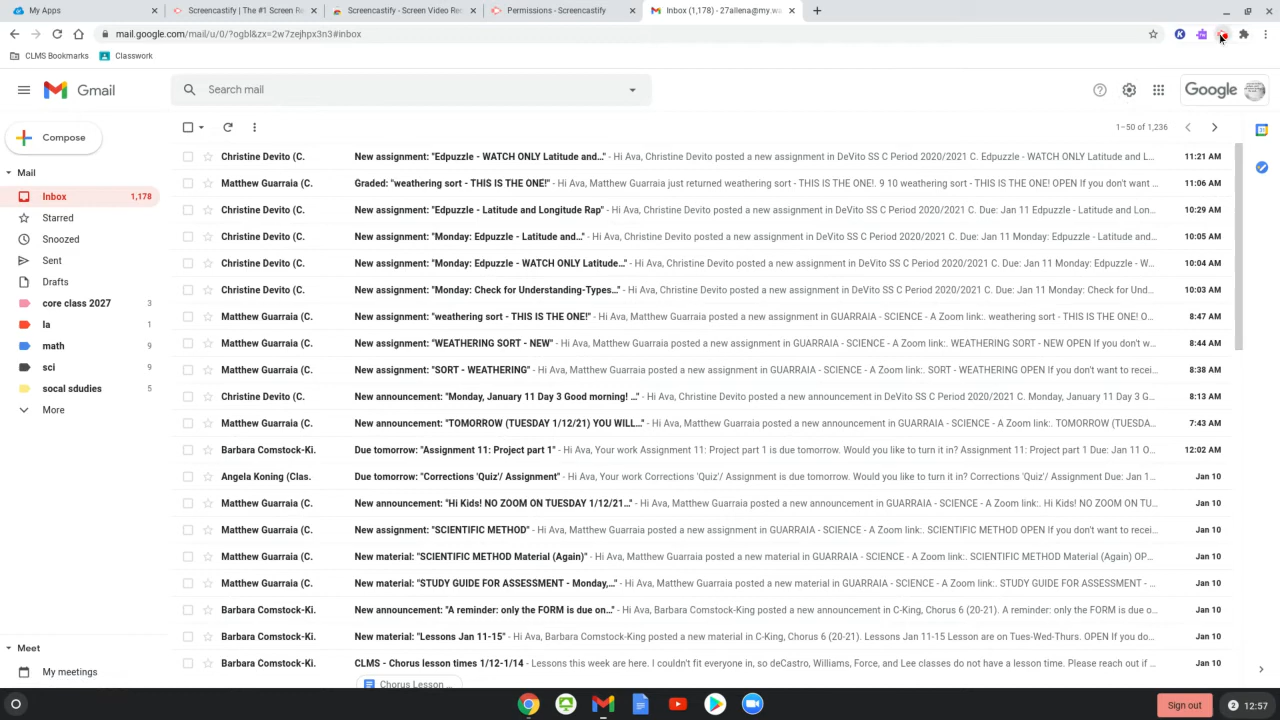 My Apps
Screencastify | The #1 Screen Re
Screencastify - Screen Video Re
Permissions - Screencastify
Inbox (1,178) - 27allena@my.wa
mail.google.com/mail/u/0/?ogbl&zx=2w7zejhpx3n3#inbox
CLMS Bookmarks
Classwork
Gmail
Search mail
Google
Compose
1–50 of 1,236
Mail
Inbox 1,178
Starred
Snoozed
Sent
Drafts
core class 2027 3
la 1
math 9
sci 9
socal sdudies 5
More
Christine Devito (C. New assignment: "Edpuzzle - WATCH ONLY Latitude and..." - Hi Ava, Christine Devito posted a new assignment in DeVito SS C Period 2020/2021 C. Edpuzzle - WATCH ONLY Latitude and L... 11:21 AM
Matthew Guarraia (C. Graded: "weathering sort - THIS IS THE ONE!" - Hi Ava, Matthew Guarraia just returned weathering sort - THIS IS THE ONE!. 9 10 weathering sort - THIS IS THE ONE! OPEN If you don't want ... 11:06 AM
Christine Devito (C. New assignment: "Edpuzzle - Latitude and Longitude Rap" - Hi Ava, Christine Devito posted a new assignment in DeVito SS C Period 2020/2021 C. Due: Jan 11 Edpuzzle - Latitude and Lon... 10:29 AM
Christine Devito (C. New assignment: "Monday: Edpuzzle - Latitude and..." - Hi Ava, Christine Devito posted a new assignment in DeVito SS C Period 2020/2021 C. Due: Jan 11 Monday: Edpuzzle - Latitude and... 10:05 AM
Christine Devito (C. New assignment: "Monday: Edpuzzle - WATCH ONLY Latitude..." - Hi Ava, Christine Devito posted a new assignment in DeVito SS C Period 2020/2021 C. Due: Jan 11 Monday: Edpuzzle - W... 10:04 AM
Christine Devito (C. New assignment: "Monday: Check for Understanding-Types..." - Hi Ava, Christine Devito posted a new assignment in DeVito SS C Period 2020/2021 C. Due: Jan 11 Monday: Check for Und... 10:03 AM
Matthew Guarraia (C. New assignment: "weathering sort - THIS IS THE ONE!" - Hi Ava, Matthew Guarraia posted a new assignment in GUARRAIA - SCIENCE - A Zoom link:. weathering sort - THIS IS THE ONE! O... 8:47 AM
Matthew Guarraia (C. New assignment: "WEATHERING SORT - NEW" - Hi Ava, Matthew Guarraia posted a new assignment in GUARRAIA - SCIENCE - A Zoom link:. WEATHERING SORT - NEW OPEN If you don't w... 8:44 AM
Matthew Guarraia (C. New assignment: "SORT - WEATHERING" - Hi Ava, Matthew Guarraia posted a new assignment in GUARRAIA - SCIENCE - A Zoom link:. SORT - WEATHERING OPEN If you don't want to recei... 8:38 AM
Christine Devito (C. New announcement: "Monday, January 11 Day 3 Good morning! ..." - Hi Ava, Christine Devito posted a new announcement in DeVito SS C Period 2020/2021 C. Monday, January 11 Day 3 G... 8:13 AM
Matthew Guarraia (C. New announcement: "TOMORROW (TUESDAY 1/12/21) YOU WILL..." - Hi Ava, Matthew Guarraia posted a new announcement in GUARRAIA - SCIENCE - A Zoom link:. TOMORROW (TUESDA... 7:43 AM
Barbara Comstock-Ki. Due tomorrow: "Assignment 11: Project part 1" - Hi Ava, Your work Assignment 11: Project part 1 is due tomorrow. Would you like to turn it in? Assignment 11: Project part 1 Due: Jan 11 O... 12:02 AM
Angela Koning (Clas. Due tomorrow: "Corrections 'Quiz'/ Assignment" - Hi Ava, Your work Corrections 'Quiz'/ Assignment is due tomorrow. Would you like to turn it in? Corrections 'Quiz'/ Assignment Due: Jan 1... Jan 10
Matthew Guarraia (C. New announcement: "Hi Kids! NO ZOOM ON TUESDAY 1/12/21..." - Hi Ava, Matthew Guarraia posted a new announcement in GUARRAIA - SCIENCE - A Zoom link:. Hi Kids! NO ZOOM ON TU... Jan 10
Matthew Guarraia (C. New assignment: "SCIENTIFIC METHOD" - Hi Ava, Matthew Guarraia posted a new assignment in GUARRAIA - SCIENCE - A Zoom link:. SCIENTIFIC METHOD OPEN If you don't want to recei... Jan 10
Matthew Guarraia (C. New material: "SCIENTIFIC METHOD Material (Again)" - Hi Ava, Matthew Guarraia posted a new material in GUARRAIA - SCIENCE - A Zoom link:. SCIENTIFIC METHOD Material (Again) OP... Jan 10
Matthew Guarraia (C. New material: "STUDY GUIDE FOR ASSESSMENT - Monday,..." - Hi Ava, Matthew Guarraia posted a new material in GUARRAIA - SCIENCE - A Zoom link:. STUDY GUIDE FOR ASSESSMENT - ... Jan 10
Barbara Comstock-Ki. New announcement: "A reminder: only the FORM is due on..." - Hi Ava, Barbara Comstock-King posted a new announcement in C-King, Chorus 6 (20-21). A reminder: only the FORM is due o... Jan 10
Barbara Comstock-Ki. New material: "Lessons Jan 11-15" - Hi Ava, Barbara Comstock-King posted a new material in C-King, Chorus 6 (20-21). Lessons Jan 11-15 Lesson are on Tues-Wed-Thurs. OPEN If you do... Jan 10
Barbara Comstock-Ki. CLMS - Chorus lesson times 1/12-1/14 - Lessons this week are here. I couldn't fit everyone in, so deCastro, Williams, Force, and Lee classes do not have a lesson time. Please reach out if ... Jan 10
Chorus Lesson ...
Meet
My meetings
Sign out
2 12:57